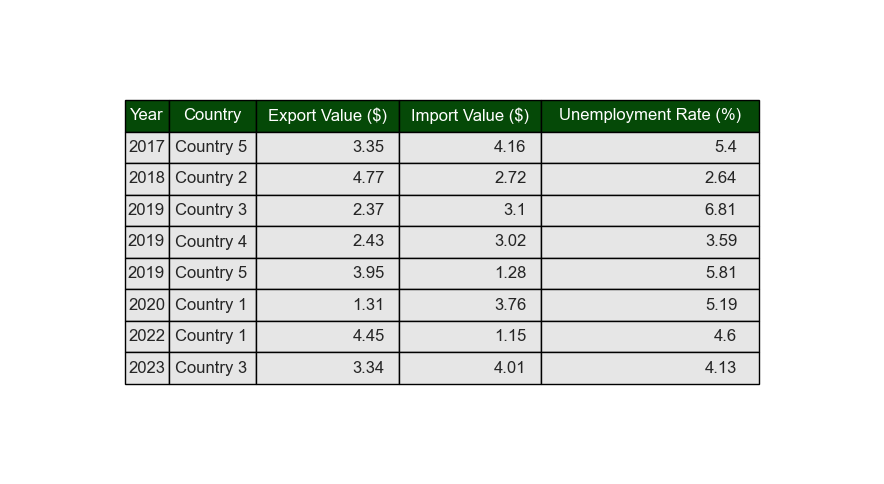 Year Country Export Value ($) Import Value ($) Unemployment Rate (%)
2017 Country 5 3.35 4.16 5.4
2018 Country 2 4.77 2.72 2.64
2019 Country 3 2.37 3.1 6.81
2019 Country 4 2.43 3.02 3.59
2019 Country 5 3.95 1.28 5.81
2020 Country 1 1.31 3.76 5.19
2022 Country 1 4.45 1.15 4.6
2023 Country 3 3.34 4.01 4.13